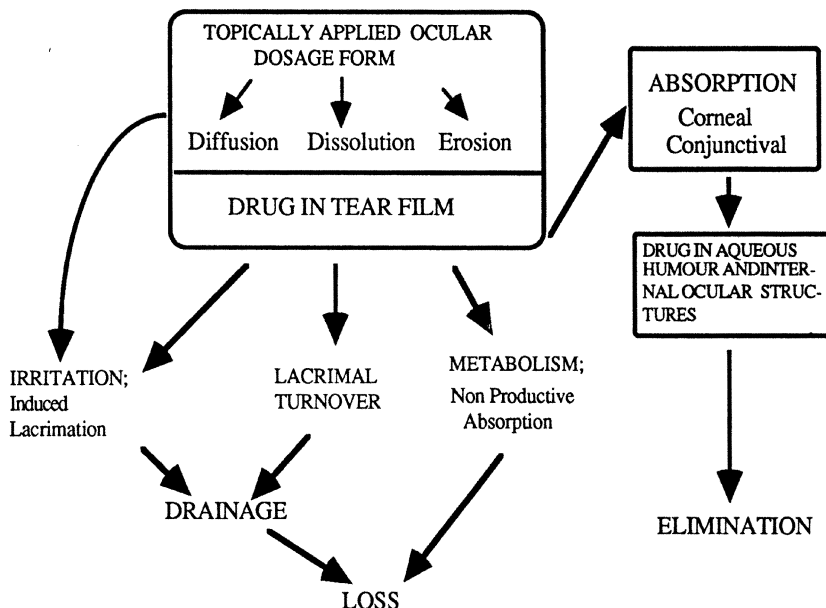 TOPICALLY APPLIED OCULAR
DOSAGE FORM
Diffusion Dissolution Erosion
DRUG IN TEAR FILM
ABSORPTION
Corneal
Conjunctival
DRUG IN AQUEOUS
HUMOUR ANDINTER-
NAL OCULAR STRUC-
TURES
IRRITATION;
Induced
Lacrimation
LACRIMAL
TURNOVER
METABOLISM;
Non Productive
Absorption
DRAINAGE
ELIMINATION
LOSS